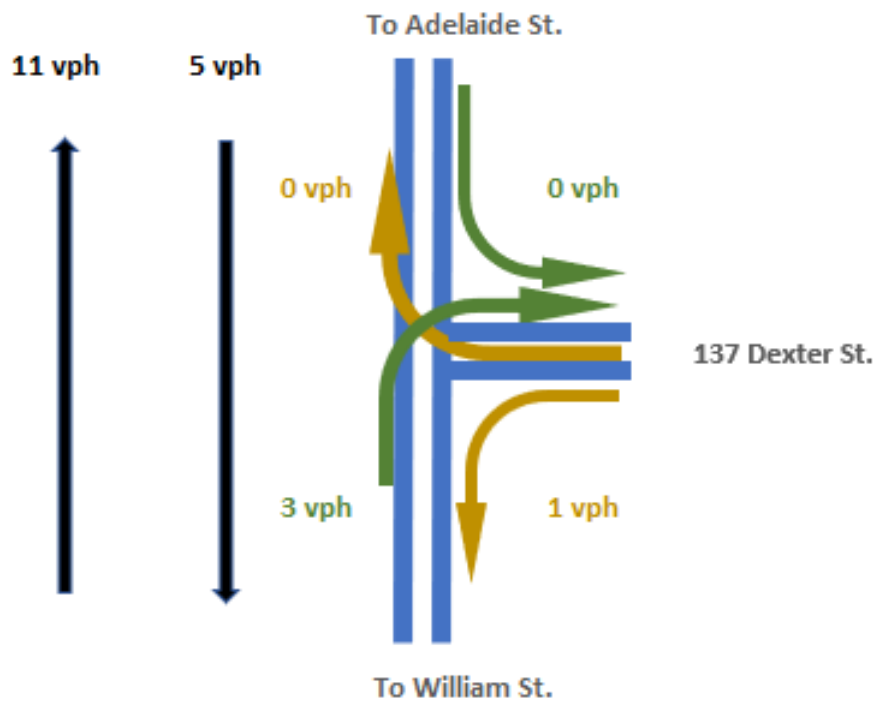 To Adelaide St.
11 vph
5 vph
0 vph
0 vph
137 Dexter St.
3 vph
1 vph
To William St.